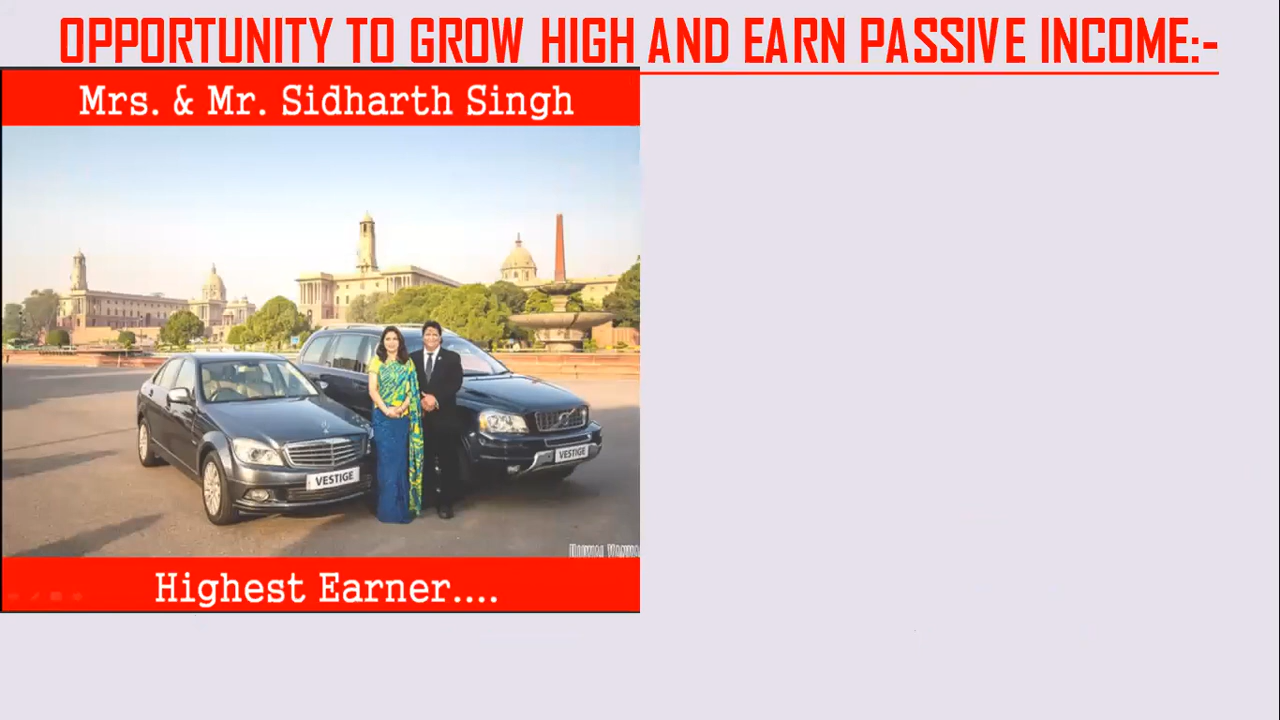 OPPORTUNITY TO GROW HIGH AND EARN PASSIVE INCOME:-
Mrs. & Mr. Sidharth Singh
VESTIGE
VESTIGE
Highest Earner....